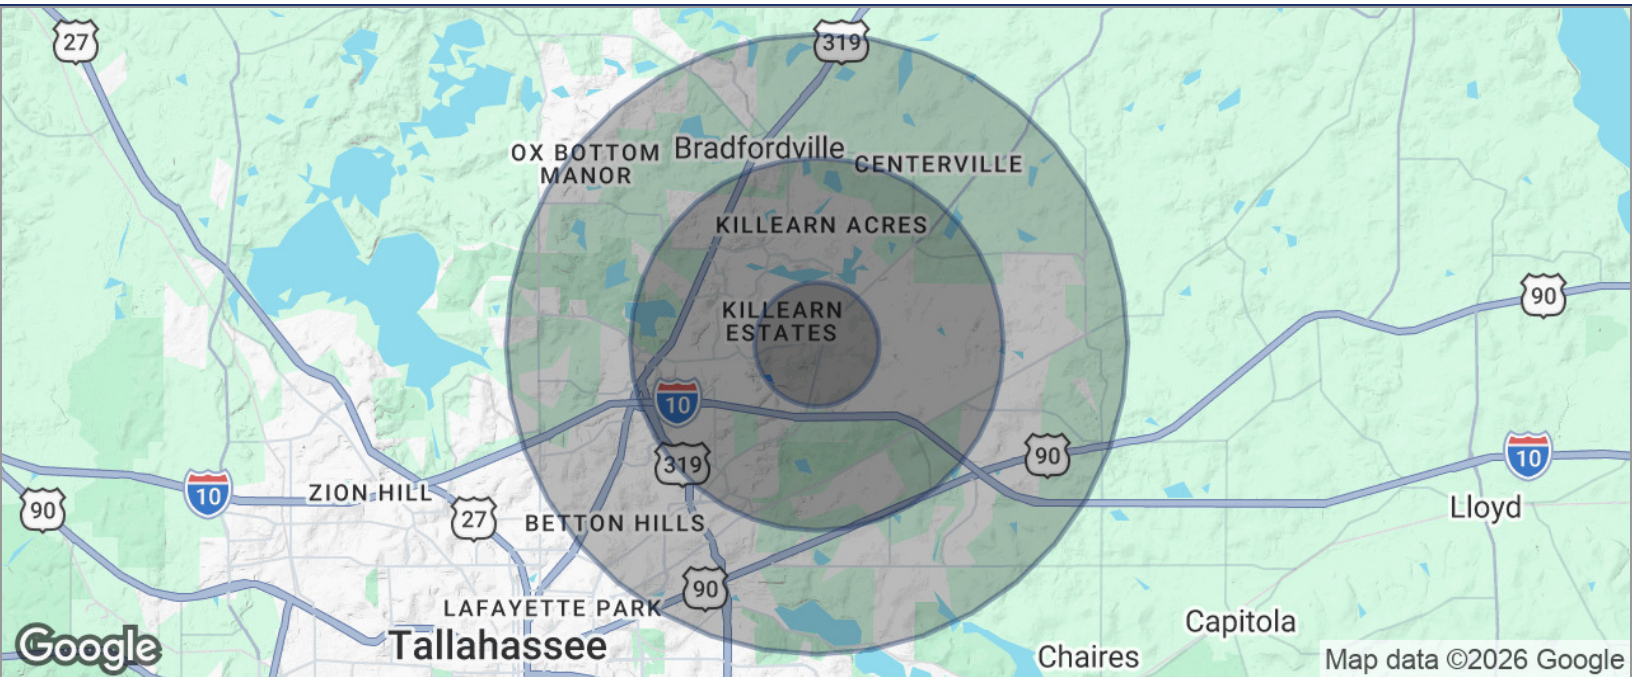 27
319
OX BOTTOM
MANOR
Bradfordville
CENTERVILLE
KILLEARN ACRES
KILLEARN
ESTATES
90
10
319
90
10
10
ZION HILL
90
27
BETTON HILLS
Lloyd
90
LAFAYETTE PARK
Tallahassee
Capitola
Chaires
Google
Map data ©2026 Google